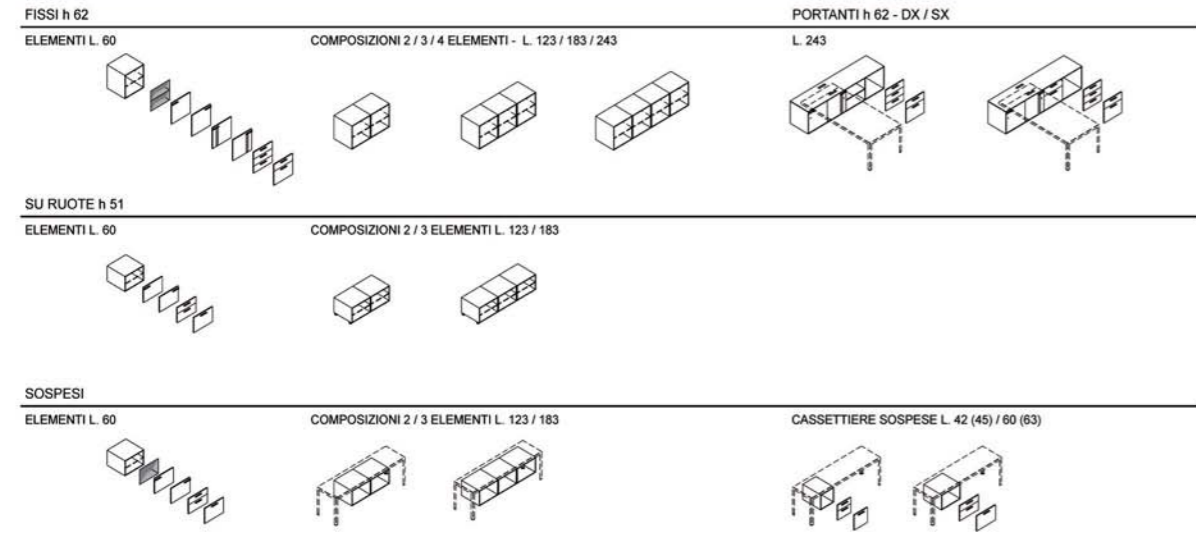 FISSI h 62
PORTANTI h 62 - DX / SX
ELEMENTI L. 60
COMPOSIZIONI 2 / 3 / 4 ELEMENTI - L. 123 / 183 / 243
L. 243
SU RUOTE h 51
ELEMENTI L. 60
COMPOSIZIONI 2 / 3 ELEMENTI L. 123 / 183
SOSPESI
ELEMENTI L. 60
COMPOSIZIONI 2 / 3 ELEMENTI L. 123 / 183
CASSETTIERE SOSPESE L. 42 (45) / 60 (63)